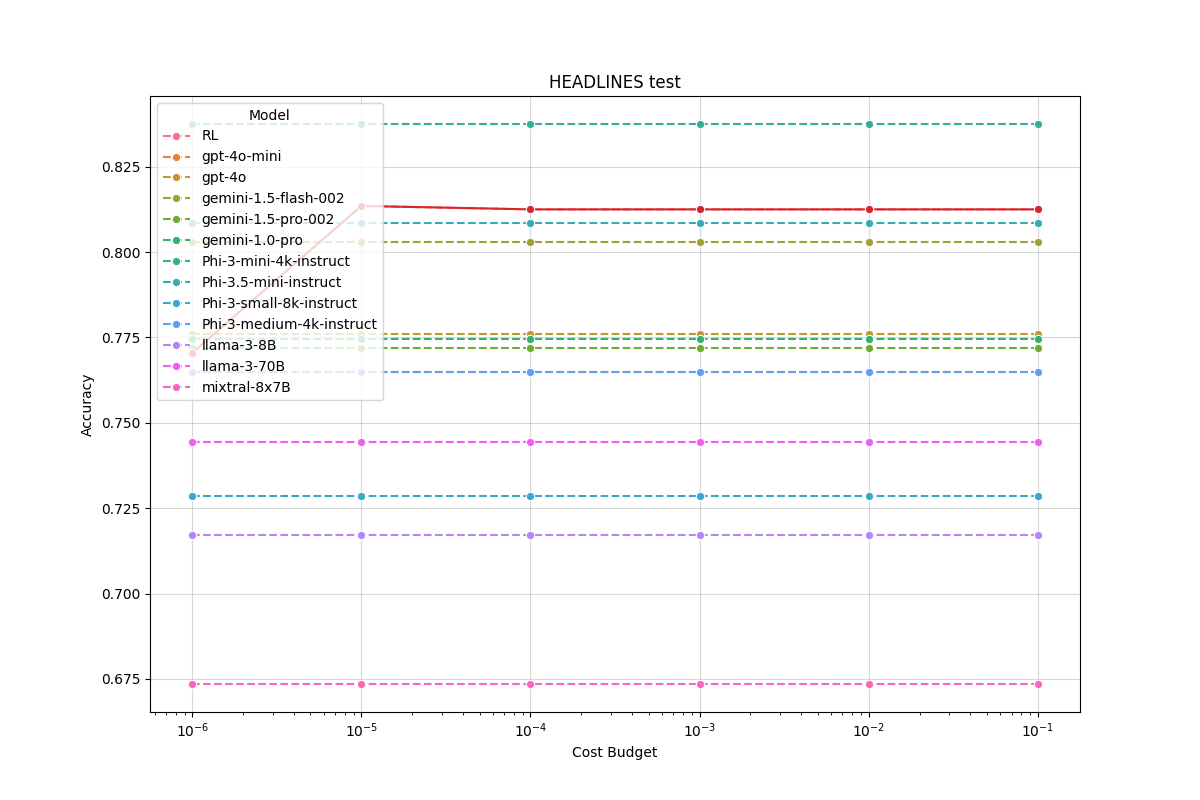 HEADLINES test
Model
RL
gpt-4o-mini
gpt-4o
gemini-1.5-flash-002
gemini-1.5-pro-002
gemini-1.0-pro
Phi-3-mini-4k-instruct
Phi-3.5-mini-instruct
Phi-3-small-8k-instruct
Phi-3-medium-4k-instruct
llama-3-8B
llama-3-70B
mixtral-8x7B
Accuracy
0.825
0.800
0.775
0.750
0.725
0.700
0.675
10⁻⁶ 10⁻⁵ 10⁻⁴ 10⁻³ 10⁻² 10⁻¹
Cost Budget